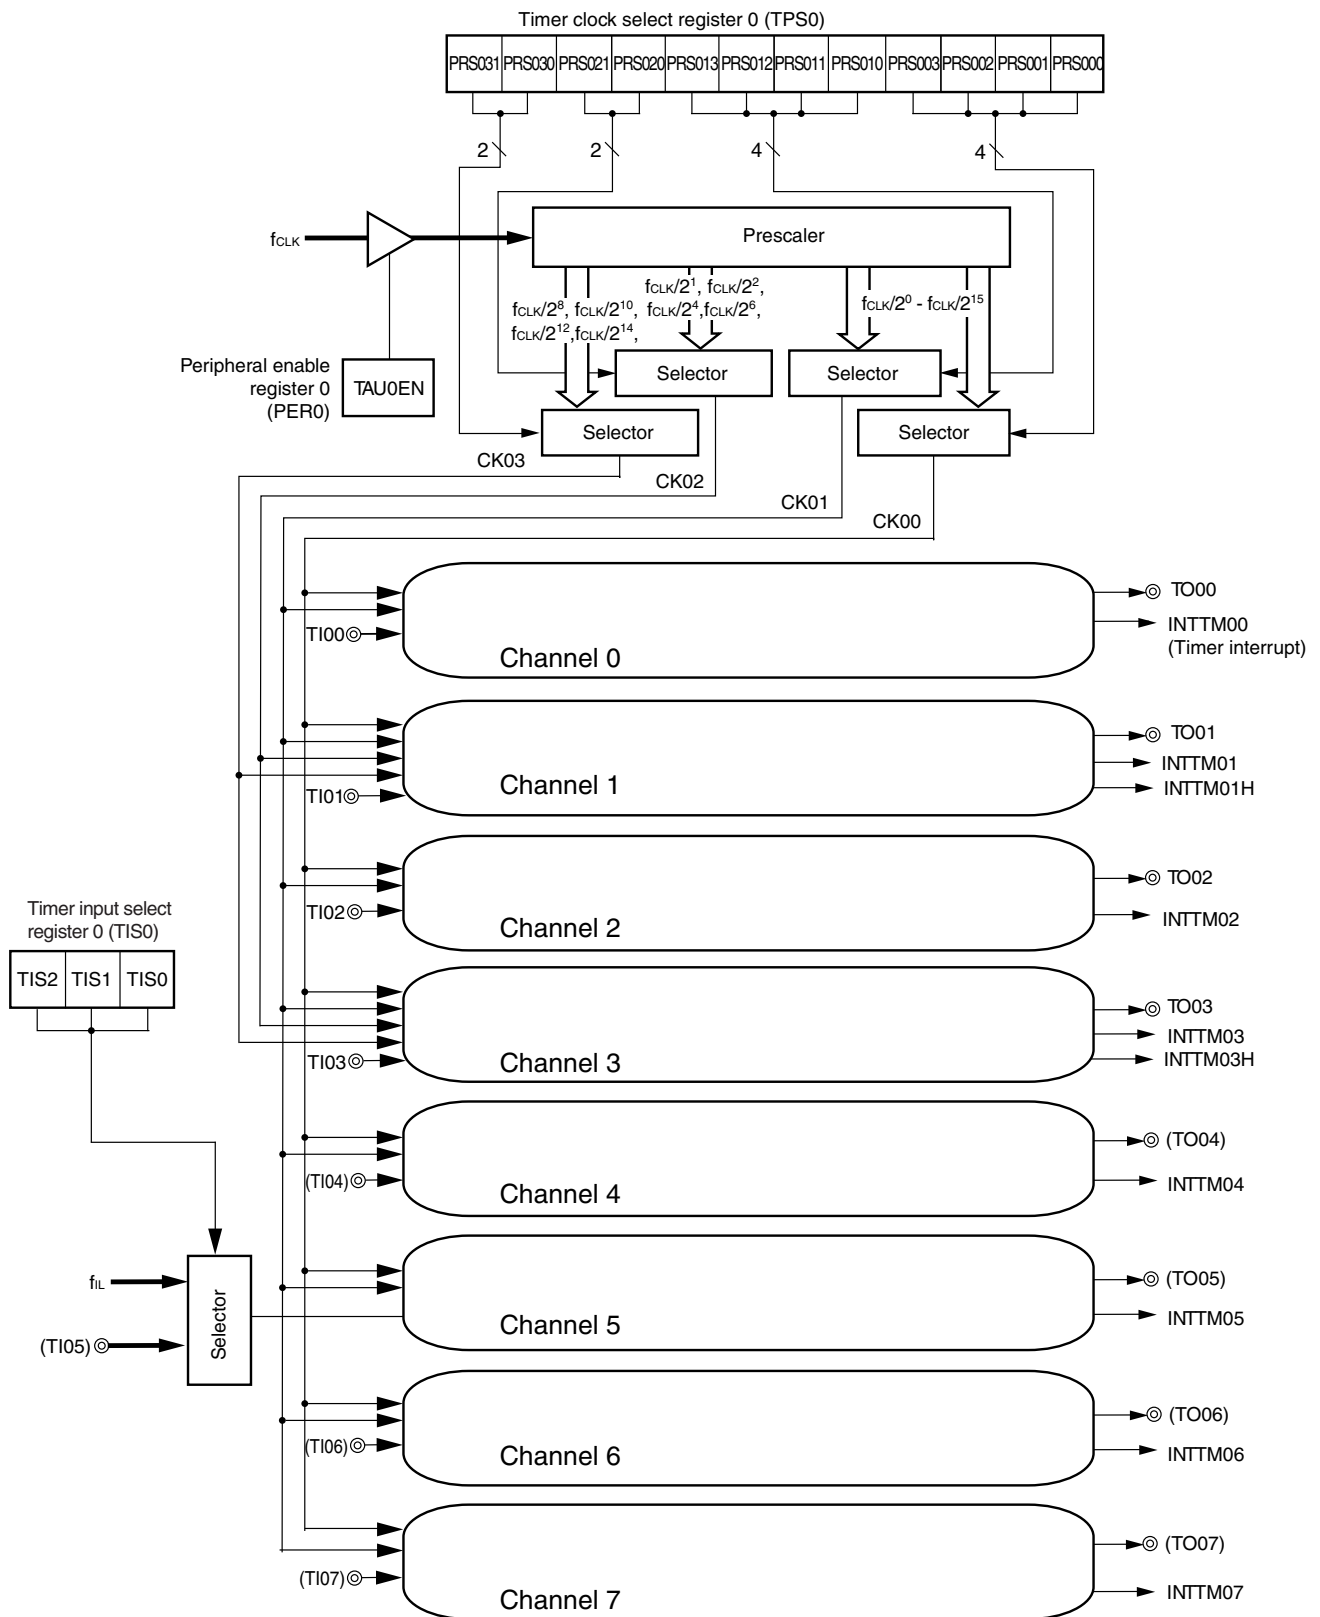 Timer clock select register 0 (TPS0)
PRS031 PRS030 PRS021 PRS020 PRS013 PRS012 PRS011 PRS010 PRS003 PRS002 PRS001 PRS000
2 2 4 4
fCLK
Prescaler
fCLK/2^1, fCLK/2^2,
fCLK/2^4,fCLK/2^6,
fCLK/2^8, fCLK/2^10,
fCLK/2^12,fCLK/2^14,
fCLK/2^0 - fCLK/2^15
Peripheral enable
register 0
(PER0)
TAU0EN
Selector
Selector
Selector
Selector
CK03
CK02
CK01
CK00
TI00
Channel 0
TO00
INTTM00
(Timer interrupt)
TI01
Channel 1
TO01
INTTM01
INTTM01H
TI02
Channel 2
TO02
INTTM02
Timer input select
register 0 (TIS0)
TIS2 TIS1 TIS0
TI03
Channel 3
TO03
INTTM03
INTTM03H
(TI04)
Channel 4
(TO04)
INTTM04
fIL
(TI05)
Selector
Channel 5
(TO05)
INTTM05
(TI06)
Channel 6
(TO06)
INTTM06
(TI07)
Channel 7
(TO07)
INTTM07